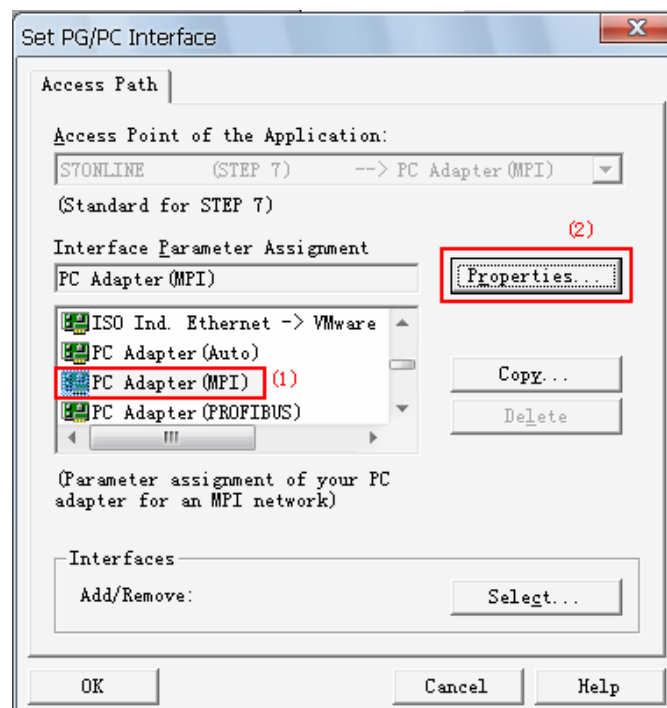 Set PG/PC Interface
Access Path
Access Point of the Application:
S7ONLINE (STEP 7) --> PC Adapter(MPI)
(Standard for STEP 7)
(2)
Interface Parameter Assignment
PC Adapter(MPI)
Properties...
ISO Ind. Ethernet -> VMware
PC Adapter(Auto)
PC Adapter(MPI) (1)
PC Adapter(PROFIBUS)
Copy...
Delete
(Parameter assignment of your PC
adapter for an MPI network)
Interfaces
Add/Remove:
Select...
OK
Cancel
Help